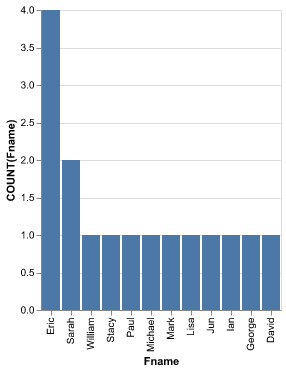 COUNT(Fname)
4.0
3.5
3.0
2.5
2.0
1.5
1.0
0.5
0.0
Eric
Sarah
William
Stacy
Paul
Michael
Mark
Lisa
Jun
Ian
George
David
Fname